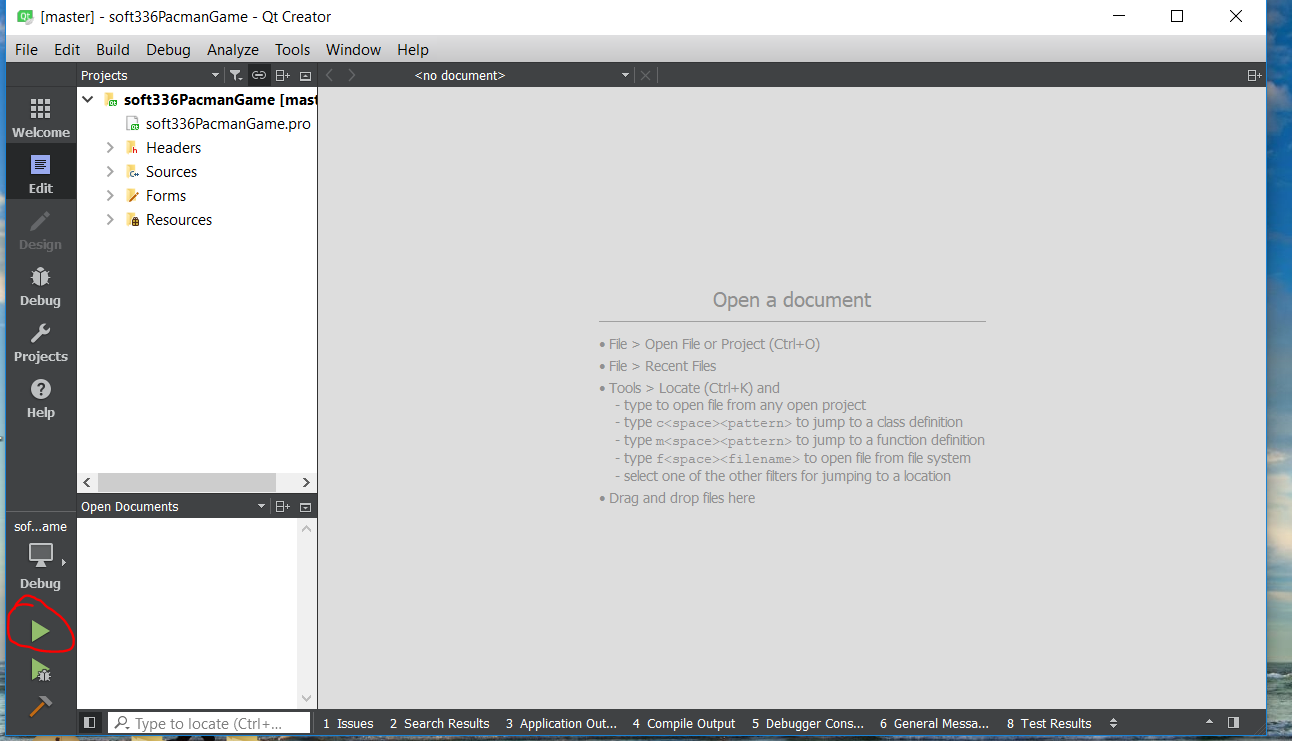 [master] - soft336PacmanGame - Qt Creator
File Edit Build Debug Analyze Tools Window Help
Projects
<no document>
Welcome
Edit
Design
Debug
Projects
Help
soft336PacmanGame [mast
soft336PacmanGame.pro
Headers
Sources
Forms
Resources
Open a document
• File > Open File or Project (Ctrl+O)
• File > Recent Files
• Tools > Locate (Ctrl+K) and
- type to open file from any open project
- type c<space><pattern> to jump to a class definition
- type m<space><pattern> to jump to a function definition
- type f<space><filename> to open file from file system
- select one of the other filters for jumping to a location
• Drag and drop files here
Open Documents
sof...ame
Debug
Type to locate (Ctrl+...
1 Issues 2 Search Results 3 Application Out... 4 Compile Output 5 Debugger Cons... 6 General Messa... 8 Test Results